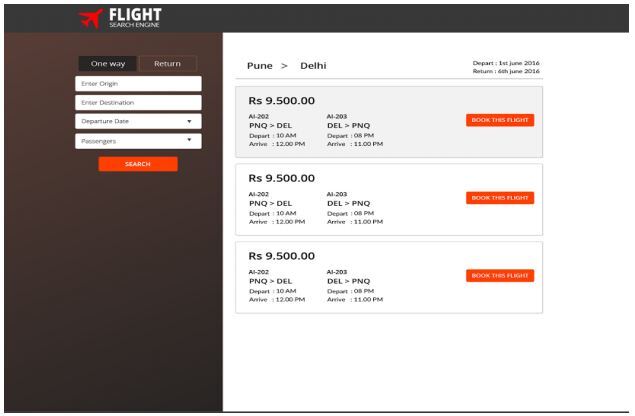 FLIGHT
SEARCH ENGINE
One way Return
Enter Origin
Enter Destination
Departure Date
Passengers
SEARCH
Pune > Delhi
Depart : 1st june 2016
Return : 6th june 2016
Rs 9.500.00
AI-202 AI-203
PNQ > DEL DEL > PNQ
Depart : 10 AM Depart : 08 PM
Arrive : 12.00 PM Arrive : 11.00 PM
BOOK THIS FLIGHT
Rs 9.500.00
AI-202 AI-203
PNQ > DEL DEL > PNQ
Depart : 10 AM Depart : 08 PM
Arrive : 12.00 PM Arrive : 11.00 PM
BOOK THIS FLIGHT
Rs 9.500.00
AI-202 AI-203
PNQ > DEL DEL > PNQ
Depart : 10 AM Depart : 08 PM
Arrive : 12.00 PM Arrive : 11.00 PM
BOOK THIS FLIGHT